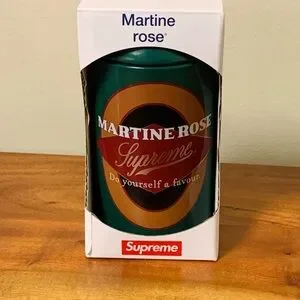 Martine
rose®
MARTINE ROSE
Supreme
Do yourself a favour.
Supreme